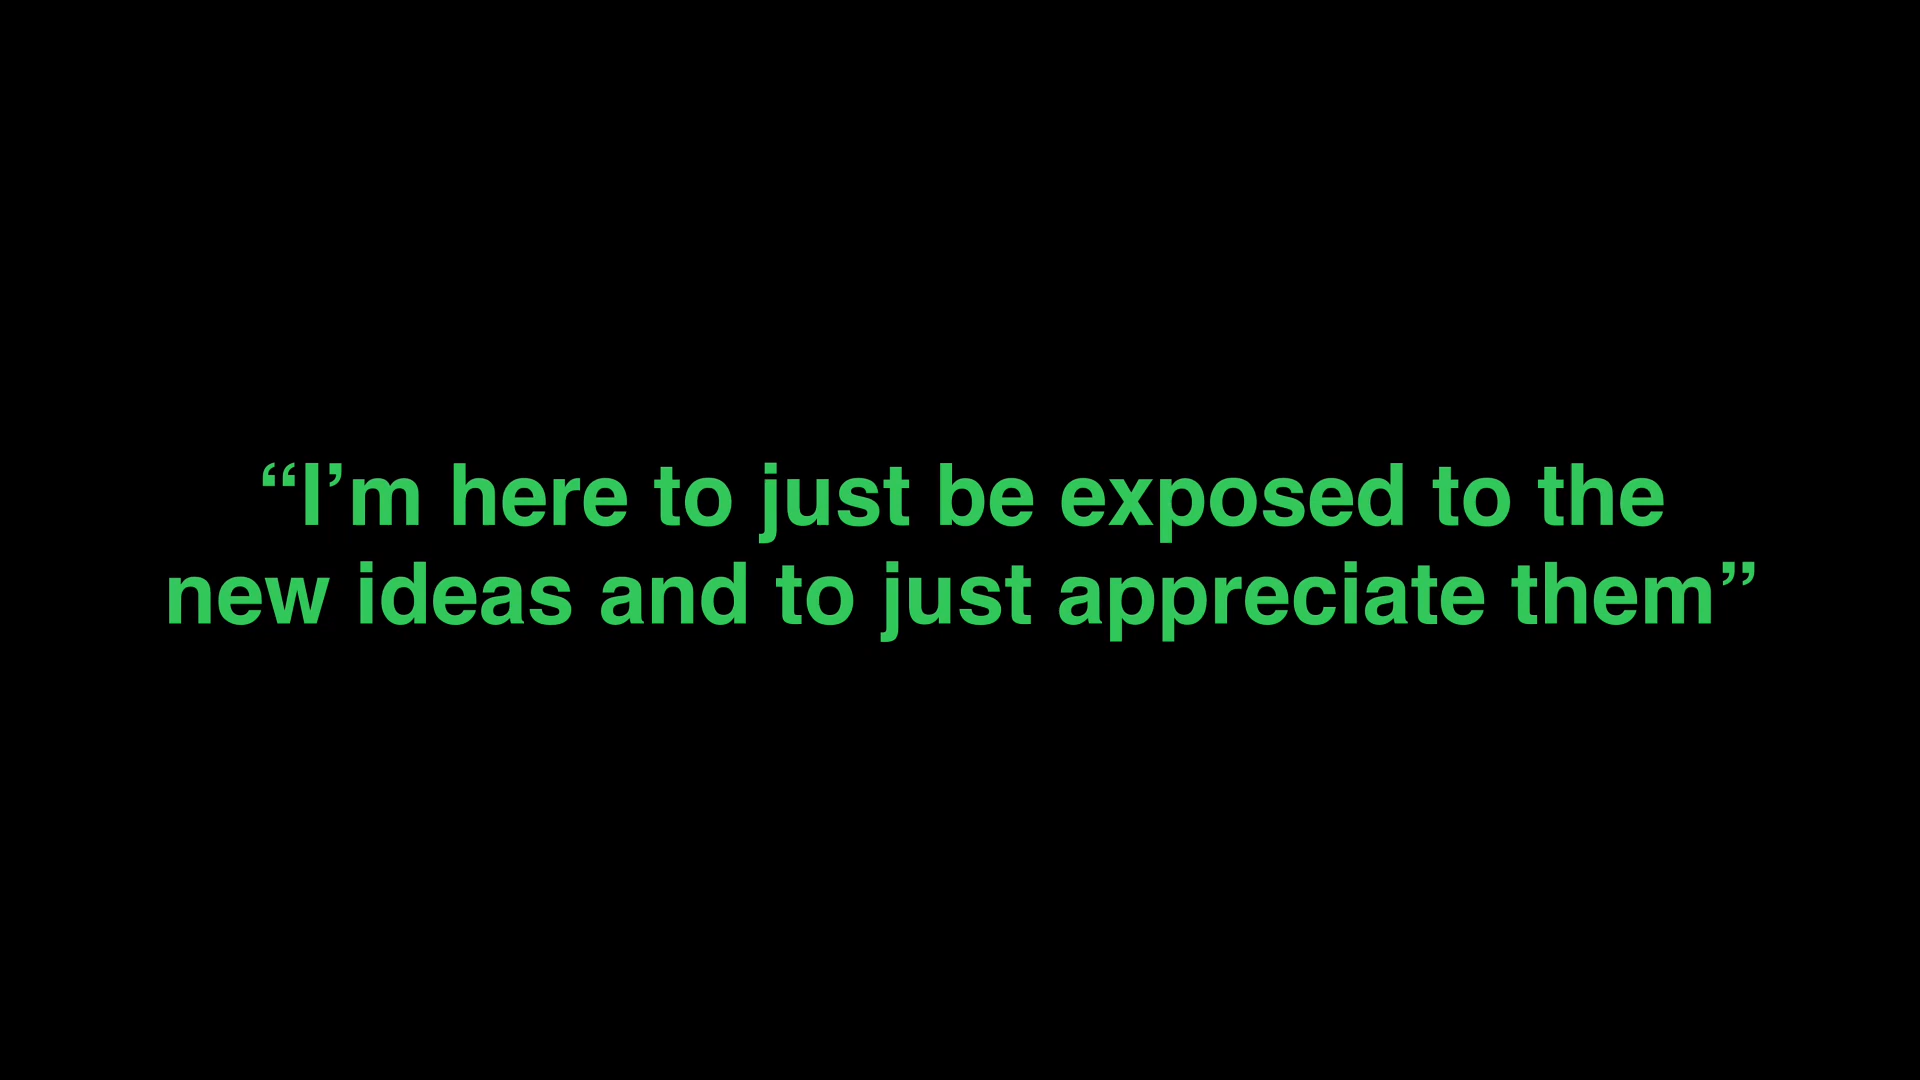 “I’m here to just be exposed to the
new ideas and to just appreciate them”